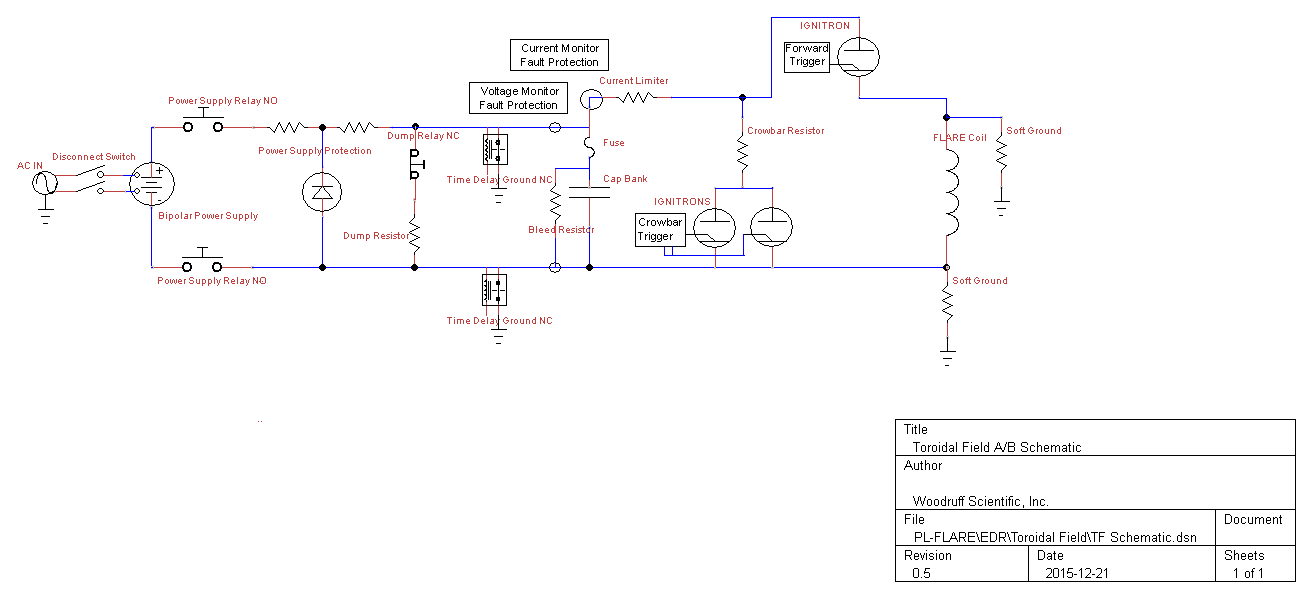 IGNITRON
Current Monitor
Fault Protection
Forward
Trigger
Current Limiter
Voltage Monitor
Fault Protection
Power Supply Relay NO
Dump Relay NC
Crowbar Resistor
FLARE Coil
Soft Ground
Fuse
Power Supply Protection
Disconnect Switch
AC IN
Time Delay Ground NC
Cap Bank
+
-
IGNITRONS
Bipolar Power Supply
Crowbar
Trigger
Bleed Resistor
Dump Resistor
Power Supply Relay NO
Soft Ground
Time Delay Ground NC
..
Title
Toroidal Field A/B Schematic
Author
Woodruff Scientific, Inc.
File
Document
PL-FLARE\EDR\Toroidal Field\TF Schematic.dsn
Revision
Date
Sheets
0.5
2015-12-21
1 of 1